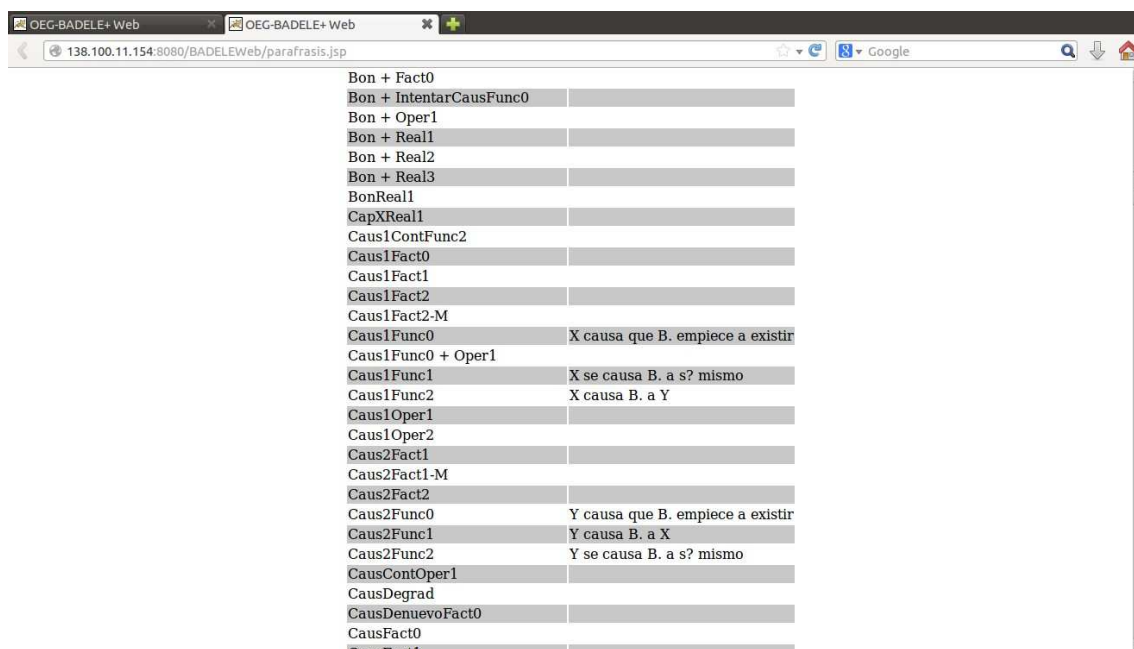 OEG-BADELE+ Web
OEG-BADELE+ Web
138.100.11.154:8080/BADELEWeb/parafrasis.jsp
Google
Bon + Fact0
Bon + IntentarCausFunc0
Bon + Oper1
Bon + Real1
Bon + Real2
Bon + Real3
BonReal1
CapXReal1
Caus1ContFunc2
Caus1Fact0
Caus1Fact1
Caus1Fact2
Caus1Fact2-M
Caus1Func0 X causa que B. empiece a existir
Caus1Func0 + Oper1
Caus1Func1 X se causa B. a s? mismo
Caus1Func2 X causa B. a Y
Caus1Oper1
Caus1Oper2
Caus2Fact1
Caus2Fact1-M
Caus2Fact2
Caus2Func0 Y causa que B. empiece a existir
Caus2Func1 Y causa B. a X
Caus2Func2 Y se causa B. a s? mismo
CausContOper1
CausDegrad
CausDenuevoFact0
CausFact0